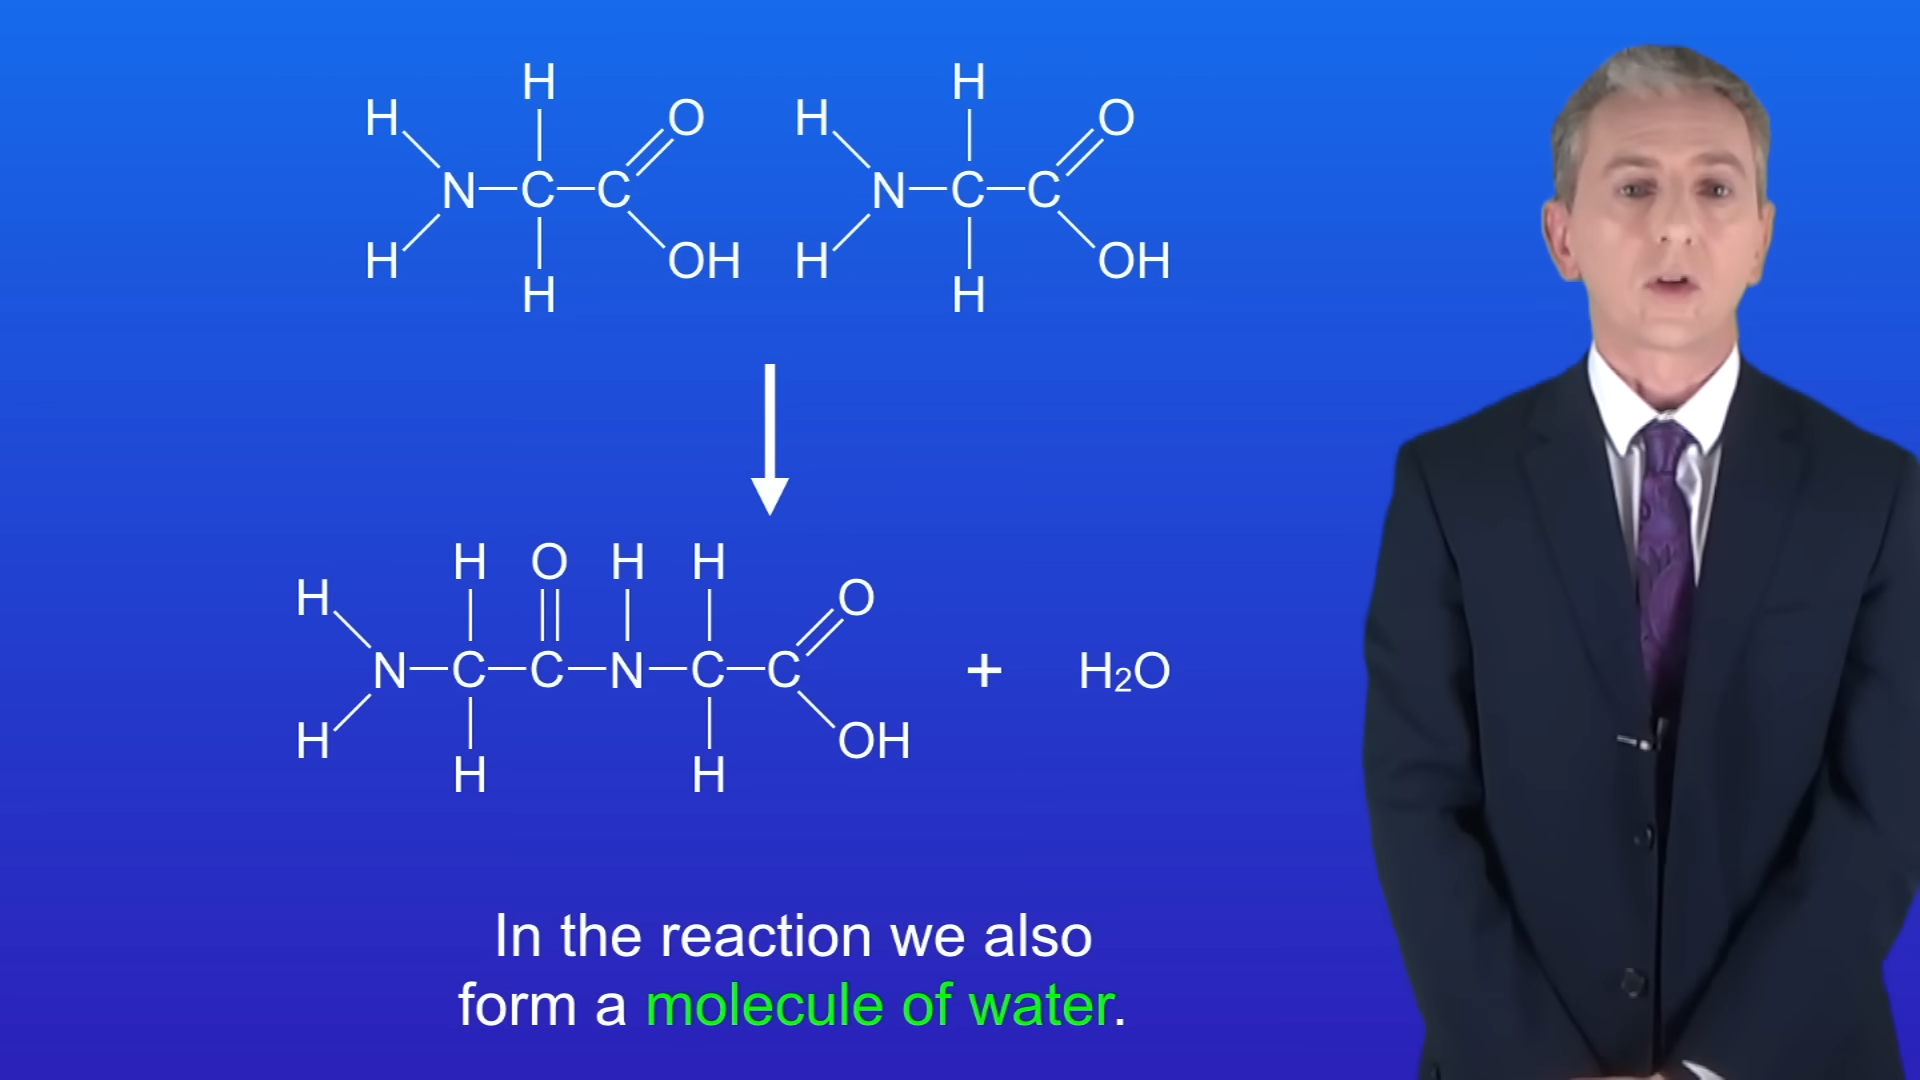 H H O H H O
N C C N C C
H H OH H H OH
H H O H H O
N C C N C C + H2O
H H H OH
In the reaction we also
form a molecule of water.